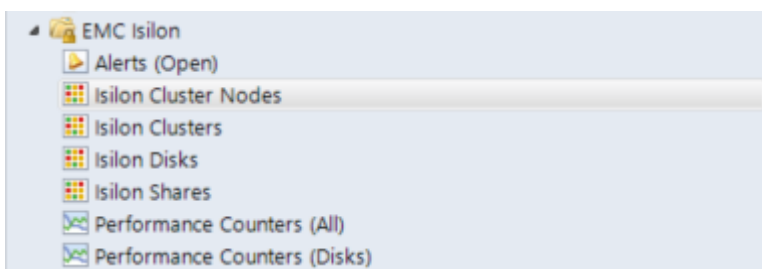 EMC Isilon
Alerts (Open)
Isilon Cluster Nodes
Isilon Clusters
Isilon Disks
Isilon Shares
Performance Counters (All)
Performance Counters (Disks)